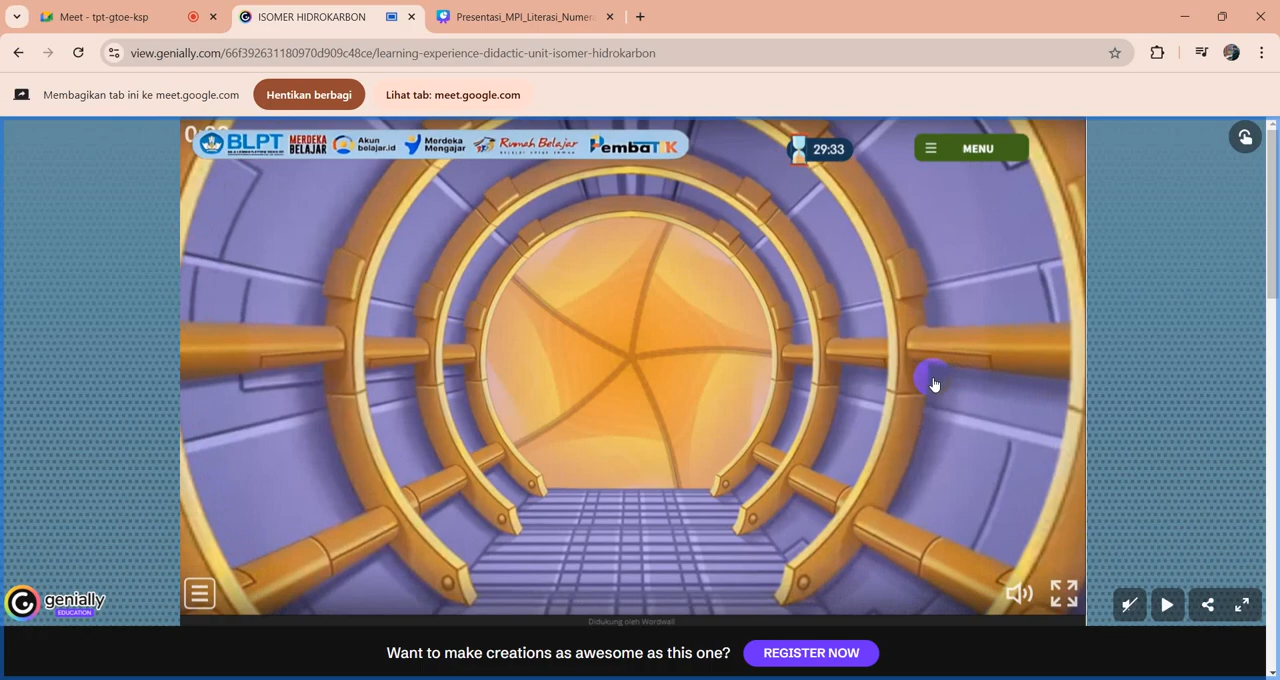 Meet - tpt-gtoe-ksp
ISOMER HIDROKARBON
Presentasi_MPI_Literasi_Numera
view.genially.com/66f392631180970d909c48ce/learning-experience-didactic-unit-isomer-hidrokarbon
Membagikan tab ini ke meet.google.com
Hentikan berbagi
Lihat tab: meet.google.com
BLPT
MERDEKA
BELAJAR
Akun
belajar.id
Merdeka
Mengajar
Rumah Belajar
PembaTIK
29:33
MENU
Didukung oleh Wordwall
genially
EDUCATION
Want to make creations as awesome as this one?
REGISTER NOW